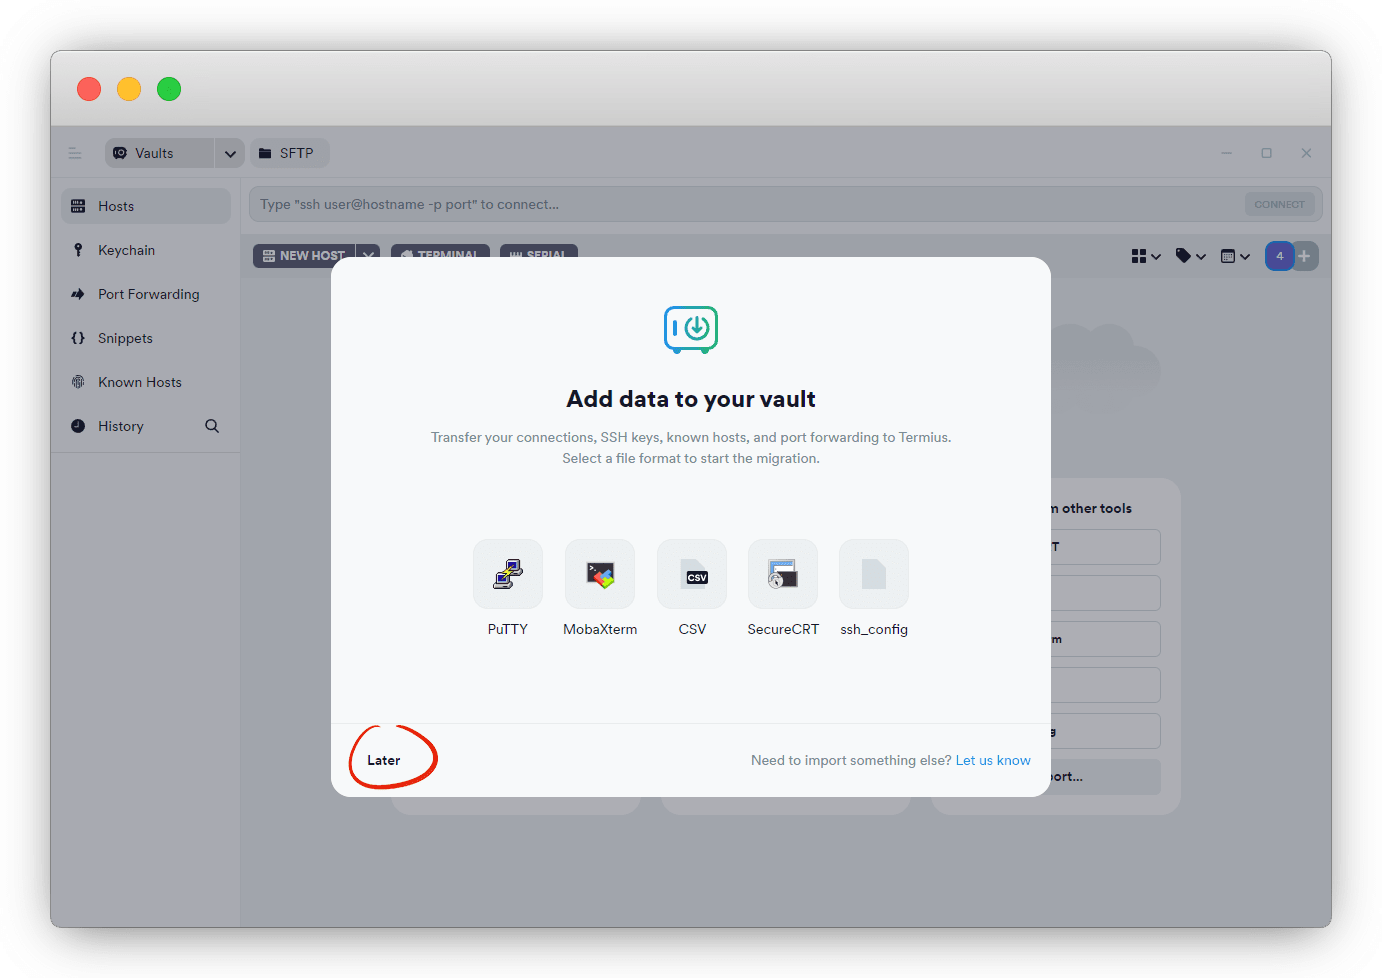 Vaults
SFTP
Hosts
Type "ssh user@hostname -p port" to connect...
CONNECT
Keychain
NEW HOST
TERMINAL
SERIAL
4
Port Forwarding
Snippets
Known Hosts
History
Add data to your vault
Transfer your connections, SSH keys, known hosts, and port forwarding to Termius.
Select a file format to start the migration.
other tools
CSV
PuTTY
MobaXterm
CSV
SecureCRT
ssh_config
Later
Need to import something else? Let us know